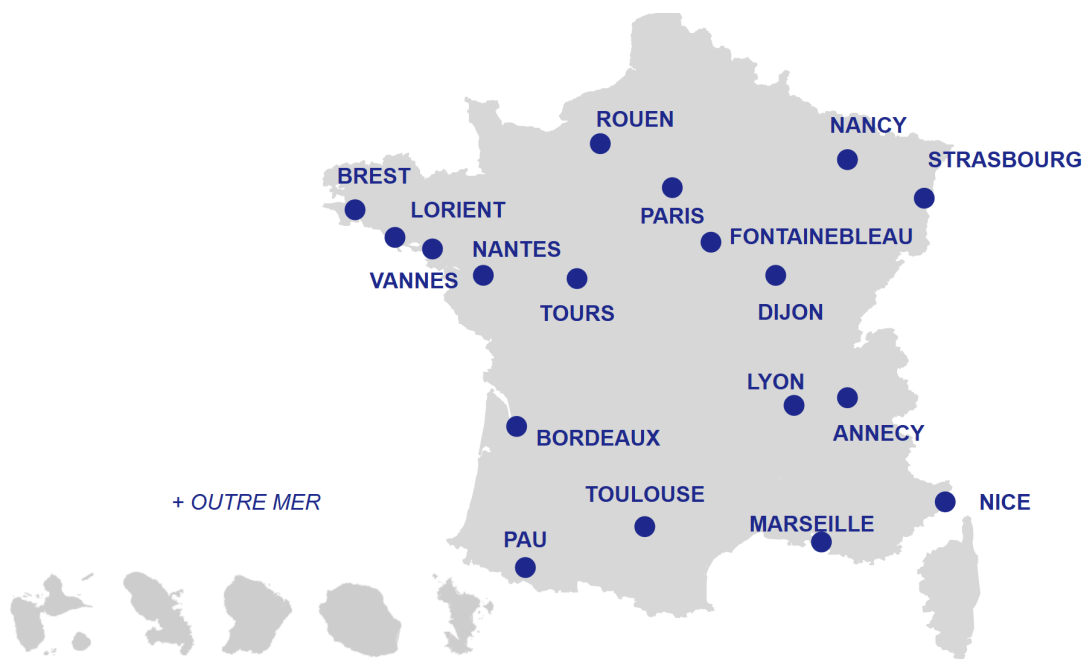 ROUEN
NANCY
STRASBOURG
BREST
LORIENT
PARIS
FONTAINEBLEAU
NANTES
VANNES
TOURS
DIJON
LYON
ANNECY
BORDEAUX
TOULOUSE
+ OUTRE MER
NICE
MARSEILLE
PAU